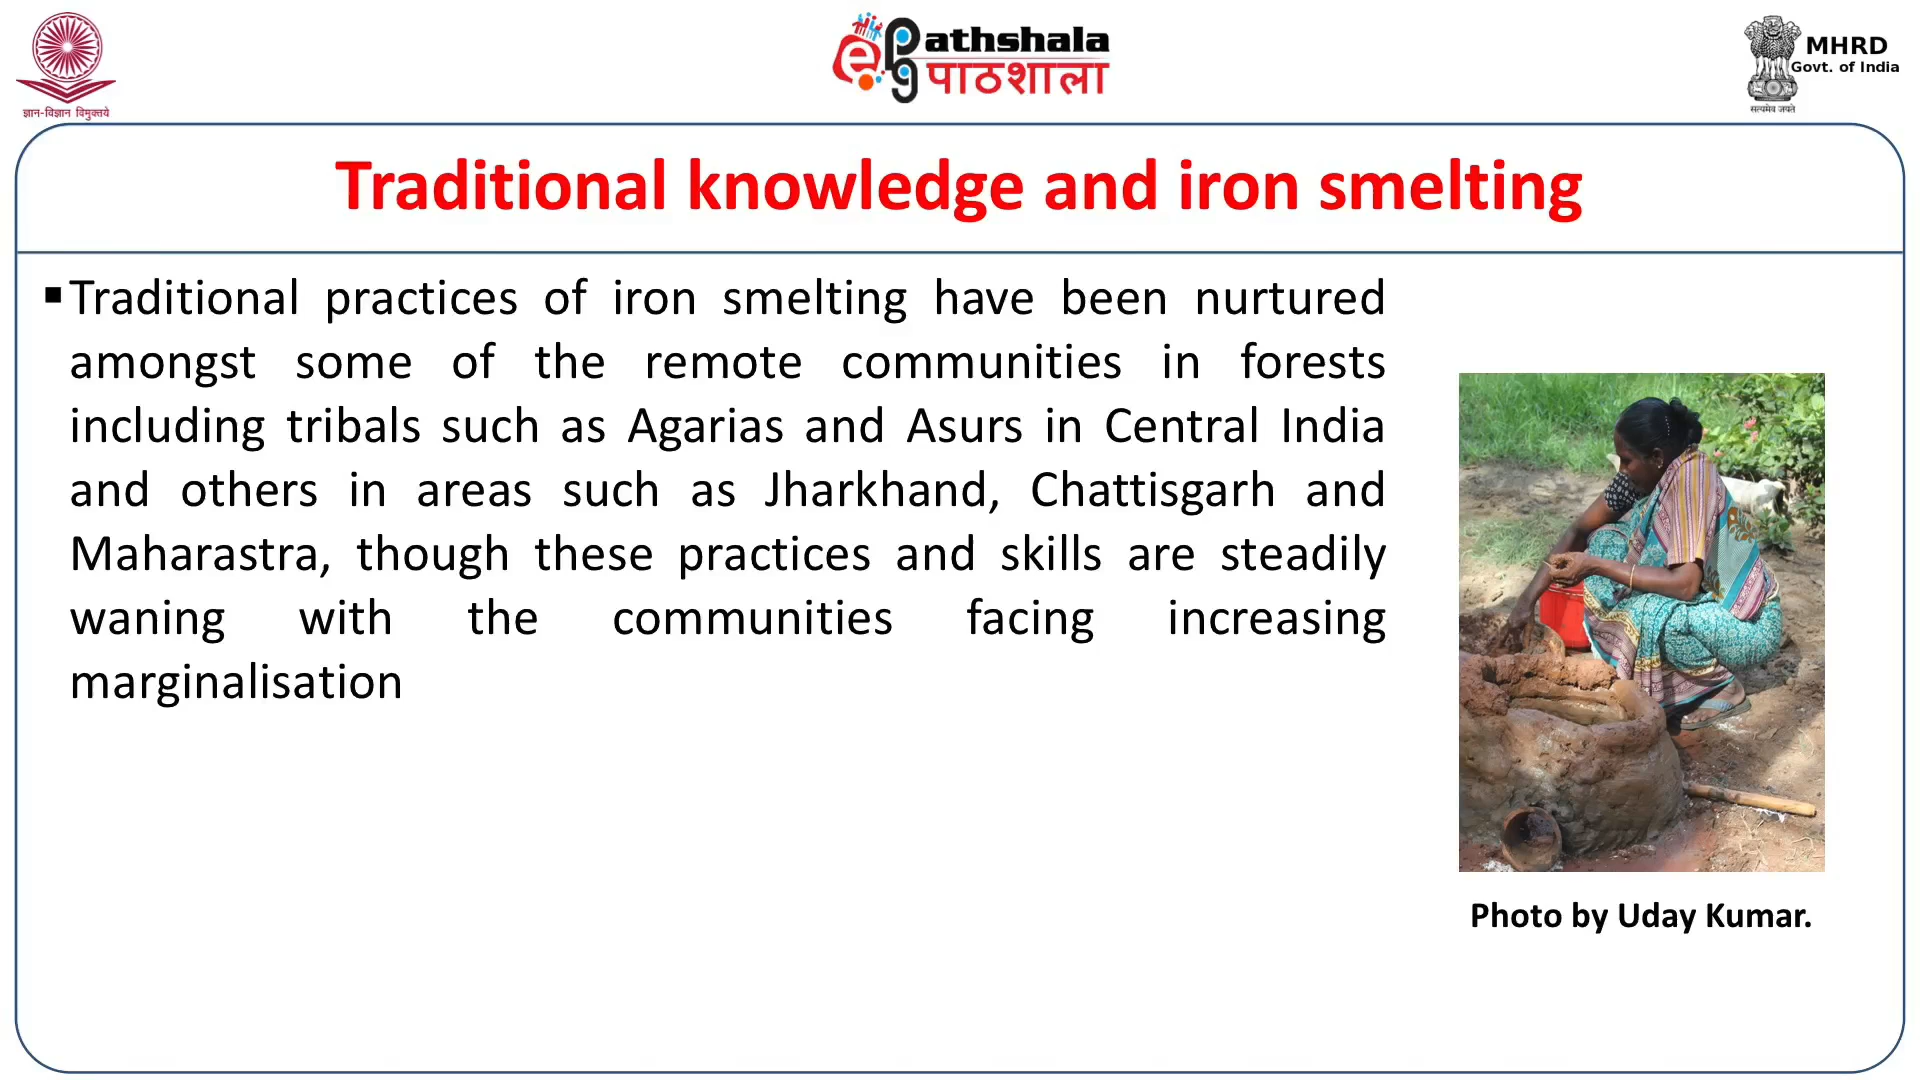 ज्ञान-विज्ञान विमुक्तये
ePathshala
पाठशाला
MHRD
Govt. of India
सत्यमेव जयते
Traditional knowledge and iron smelting
▪Traditional practices of iron smelting have been nurtured
amongst some of the remote communities in forests
including tribals such as Agarias and Asurs in Central India
and others in areas such as Jharkhand, Chattisgarh and
Maharastra, though these practices and skills are steadily
waning with the communities facing increasing
marginalisation
Photo by Uday Kumar.